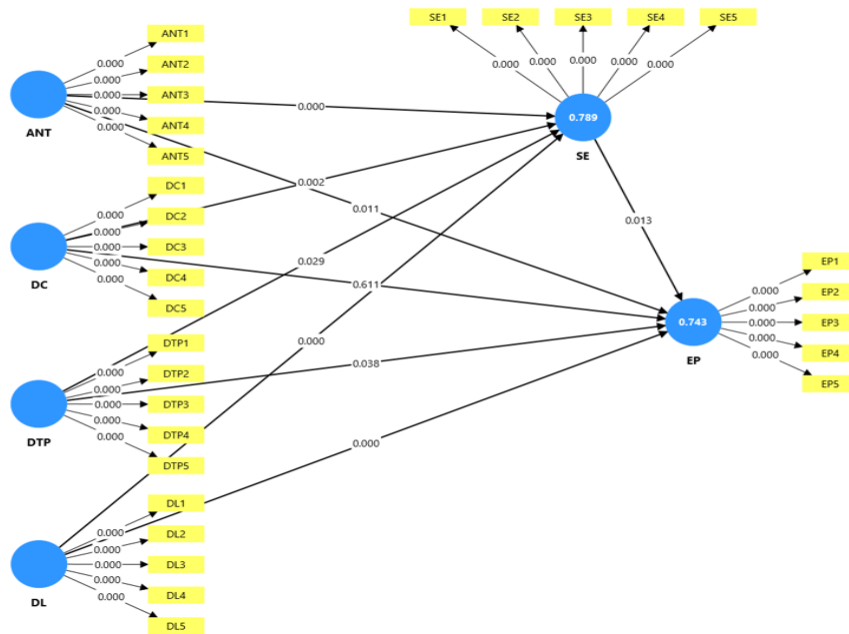 SE1 SE2 SE3 SE4 SE5
0.000 0.000 0.000 0.000 0.000
0.789
SE
ANT1
ANT2
ANT3
ANT4
ANT5
0.000
0.000
0.000
0.000
0.000
ANT
DC1
DC2
DC3
DC4
DC5
0.000
0.000
0.000
0.000
0.000
DC
DTP1
DTP2
DTP3
DTP4
DTP5
0.000
0.000
0.000
0.000
0.000
DTP
DL1
DL2
DL3
DL4
DL5
0.000
0.000
0.000
0.000
0.000
DL
0.000
0.002
0.011
0.029
0.611
0.000
0.038
0.000
0.013
0.743
EP
0.000
0.000
0.000
0.000
0.000
EP1
EP2
EP3
EP4
EP5